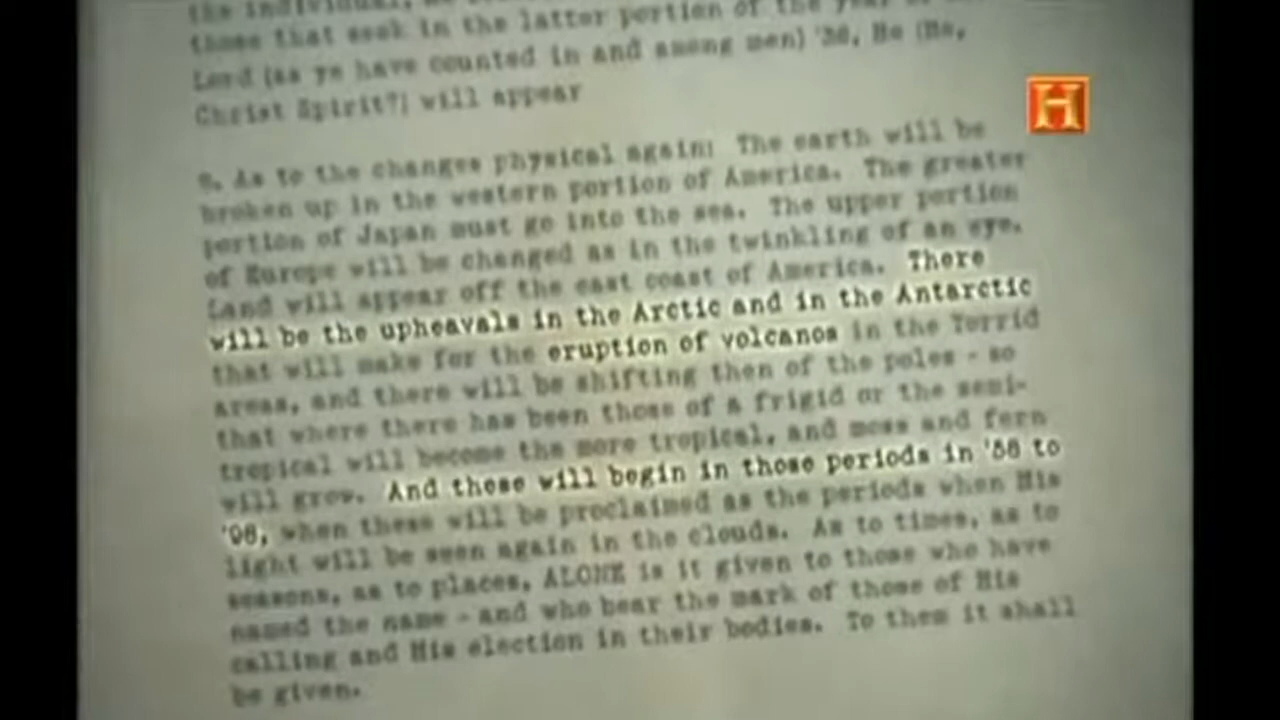 the individual,
those that seek in the latter portion of the year
Lord (as ye have counted in and among men) '36, He (He,
Christ Spirit?) will appear
H
As to the changes physical again: The earth will be
broken up in the western portion of America. The greater
portion of Japan must go into the sea. The upper portion
of Europe will be changed as in the twinkling of an eye.
Land will appear off the east coast of America. There
will be the upheavals in the Arctic and in the Antarctic
that will make for the eruption of volcanos in the Torrid
areas, and there will be shifting then of the poles - so
that where there has been those of a frigid or the semi-
tropical will become the more tropical, and moss and fern
will grow. And these will begin in those periods in '58 to
'98, when these will be proclaimed as the periods when His
light will be seen again in the clouds. As to times, as to
seasons, as to places, ALONE is it given to those who have
named the name - and who bear the mark of those of His
calling and His election in their bodies. To them it shall
be given.